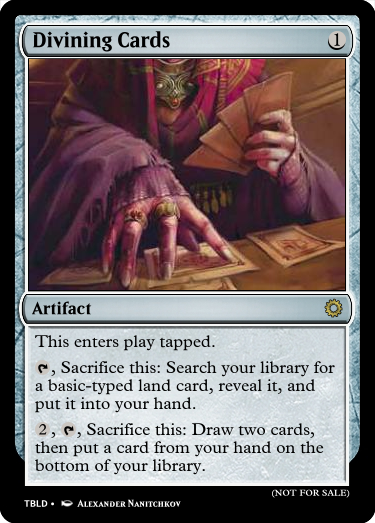 Divining Cards 1
Artifact
This enters play tapped.
, Sacrifice this: Search your library for
a basic-typed land card, reveal it, and
put it into your hand.
2, , Sacrifice this: Draw two cards,
then put a card from your hand on the
bottom of your library.
(NOT FOR SALE)
TBLD • Alexander Nanitchkov